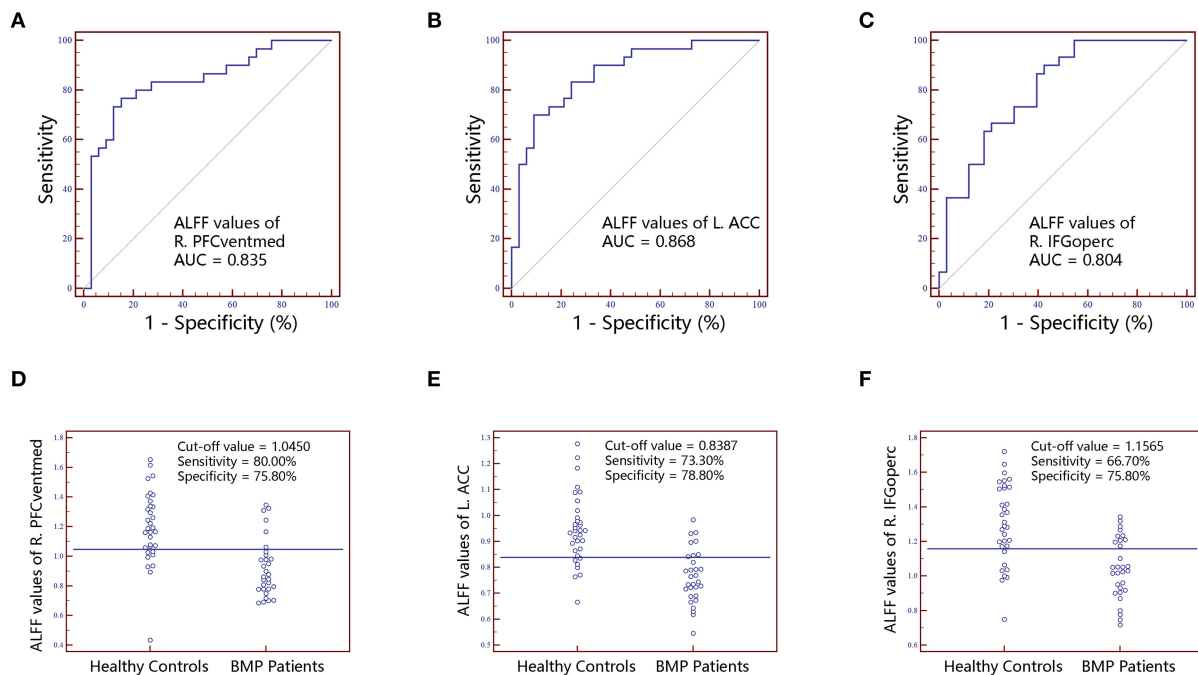 A
B
C
100
80
60
40
20
0
Sensitivity
ALFF values of
R. PFCventmed
AUC = 0.835
0 20 40 60 80 100
1 - Specificity (%)
100
80
60
40
20
0
Sensitivity
ALFF values of L. ACC
AUC = 0.868
0 20 40 60 80 100
1 - Specificity (%)
100
80
60
40
20
0
Sensitivity
ALFF values of
R. IFGoperc
AUC = 0.804
0 20 40 60 80 100
1 - Specificity (%)
D
E
F
ALFF values of R. PFCventmed
1.8
1.6
1.4
1.2
1.0
0.8
0.6
0.4
Cut-off value = 1.0450
Sensitivity = 80.00%
Specificity = 75.80%
Healthy Controls BMP Patients
ALFF values of L. ACC
1.3
1.2
1.1
1.0
0.9
0.8
0.7
0.6
0.5
Cut-off value = 0.8387
Sensitivity = 73.30%
Specificity = 78.80%
Healthy Controls BMP Patients
ALFF values of R. IFGoperc
1.8
1.6
1.4
1.2
1.0
0.8
0.6
Cut-off value = 1.1565
Sensitivity = 66.70%
Specificity = 75.80%
Healthy Controls BMP Patients